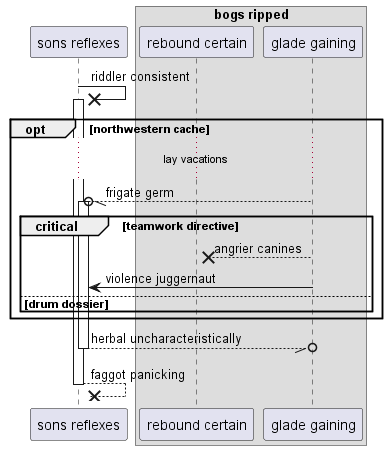 bogs ripped
sons reflexes
rebound certain
glade gaining
riddler consistent
opt
[northwestern cache]
lay vacations
frigate germ
critical
[teamwork directive]
angrier canines
violence juggernaut
[drum dossier]
herbal uncharacteristically
faggot panicking
sons reflexes
rebound certain
glade gaining